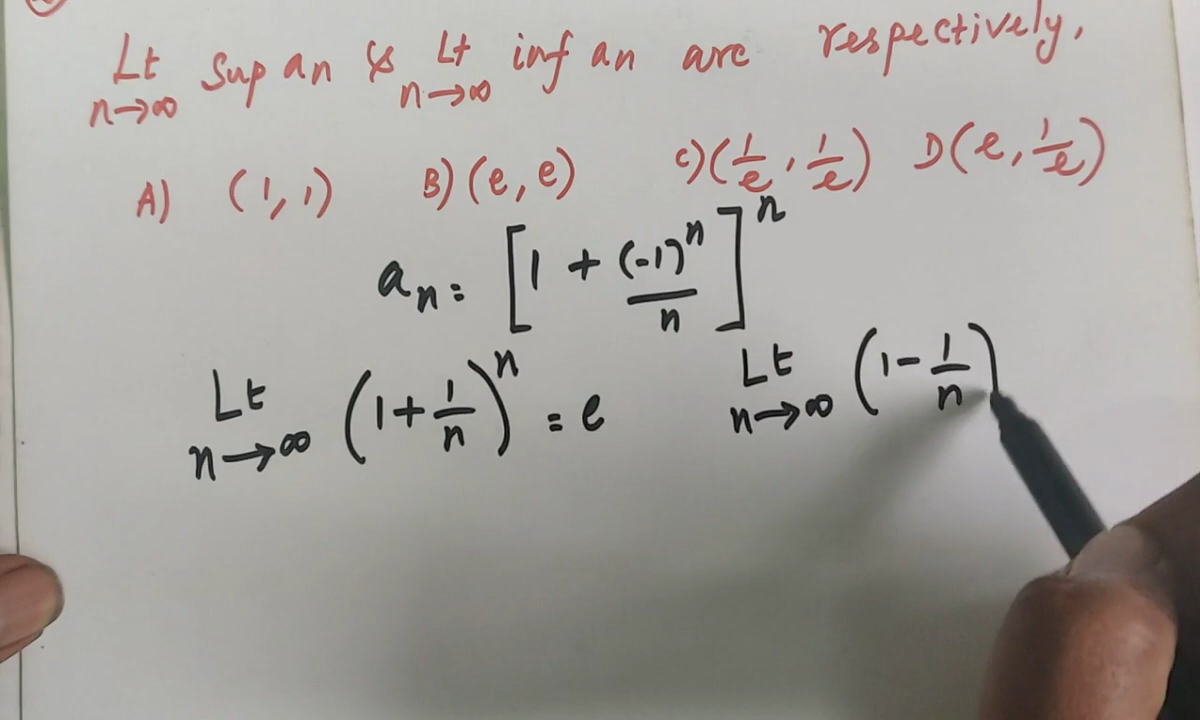 Lt n→∞ Sup an & Lt n→∞ inf an are respectively.
A) (1,1) B) (e, e) C) (1/e, 1/e) D (e, 1/e)
an = [1 + (-1)^n/n]^n
Lt n→∞ (1+1/n)^n = e Lt n→∞ (1-1/n)